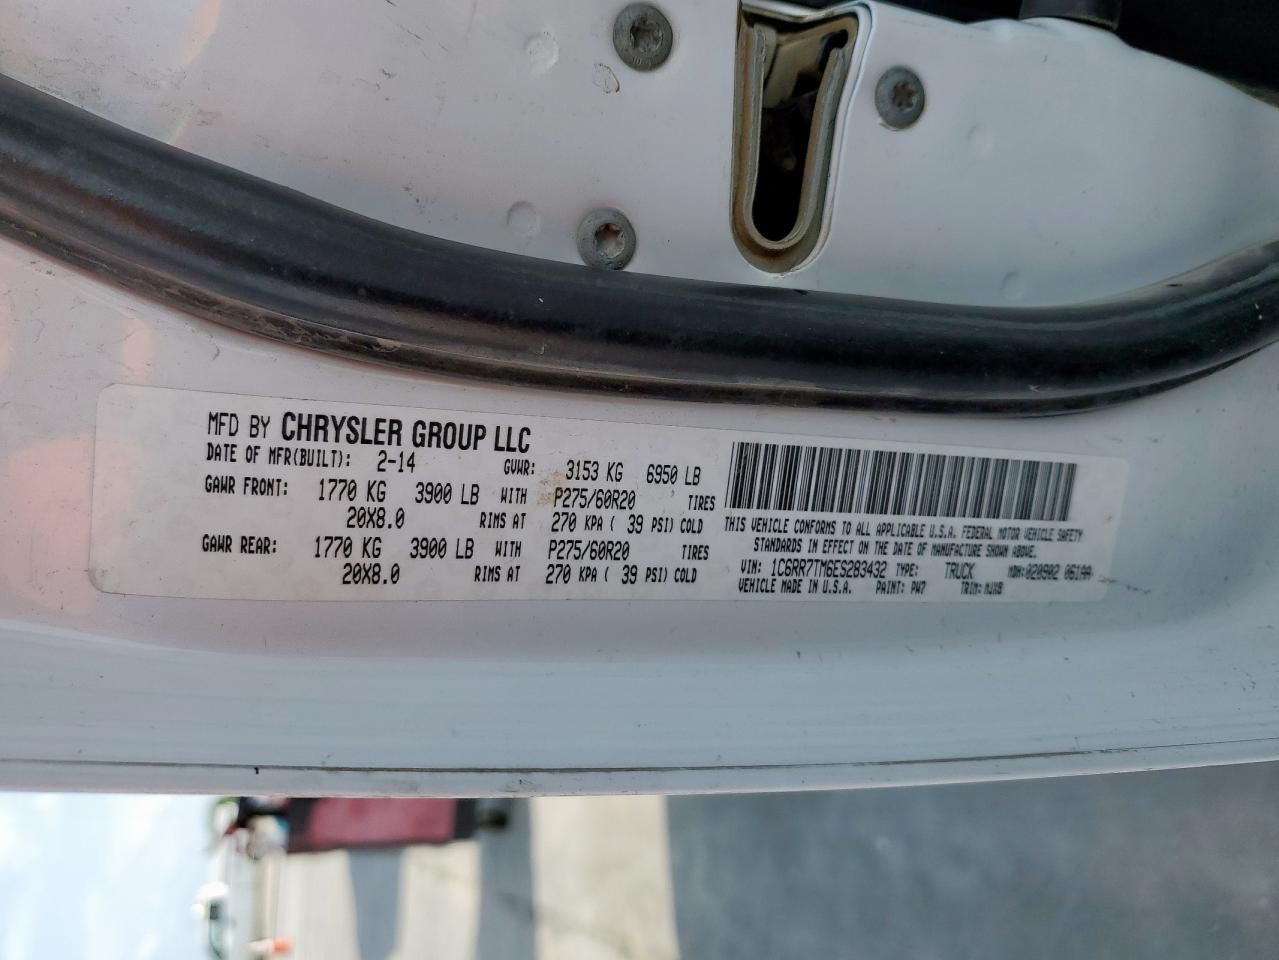 MFD BY CHRYSLER GROUP LLC
DATE OF MFR(BUILT): 2-14 GVWR: 3153 KG 6950 LB
GAWR FRONT: 1770 KG 3900 LB WITH P275/60R20 TIRES
20X8.0 RIMS AT 270 KPA ( 39 PSI) COLD
GAWR REAR: 1770 KG 3900 LB WITH P275/60R20 TIRES
20X8.0 RIMS AT 270 KPA ( 39 PSI) COLD
THIS VEHICLE CONFORMS TO ALL APPLICABLE U.S.A. FEDERAL MOTOR VEHICLE SAFETY
STANDARDS IN EFFECT ON THE DATE OF MANUFACTURE SHOWN ABOVE.
VIN: 1C6RR7TM6ES283432 TYPE: TRUCK MDH: 020902 061AA
VEHICLE MADE IN U.S.A. PAINT: PW7 TRIM: